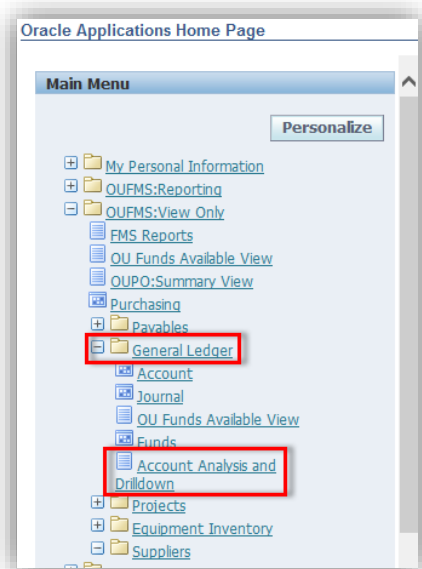 Oracle Applications Home Page
Main Menu
Personalize
My Personal Information
OUFMS:Reporting
OUFMS:View Only
FMS Reports
OU Funds Available View
OUPO:Summary View
Purchasing
Payables
General Ledger
Account
Journal
OU Funds Available View
Funds
Account Analysis and
Drilldown
Projects
Equipment Inventory
Suppliers